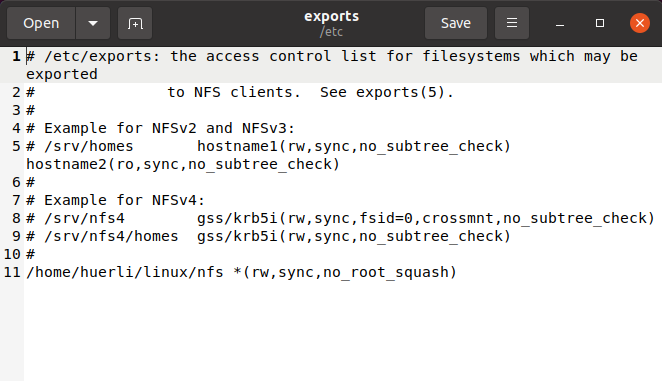 Open
exports
/etc
Save
1 # /etc/exports: the access control list for filesystems which may be
exported
2 #               to NFS clients.  See exports(5).
3 #
4 # Example for NFSv2 and NFSv3:
5 # /srv/homes       hostname1(rw,sync,no_subtree_check)
hostname2(ro,sync,no_subtree_check)
6 #
7 # Example for NFSv4:
8 # /srv/nfs4        gss/krb5i(rw,sync,fsid=0,crossmnt,no_subtree_check)
9 # /srv/nfs4/homes  gss/krb5i(rw,sync,no_subtree_check)
10 #
11 /home/huerli/linux/nfs *(rw,sync,no_root_squash)